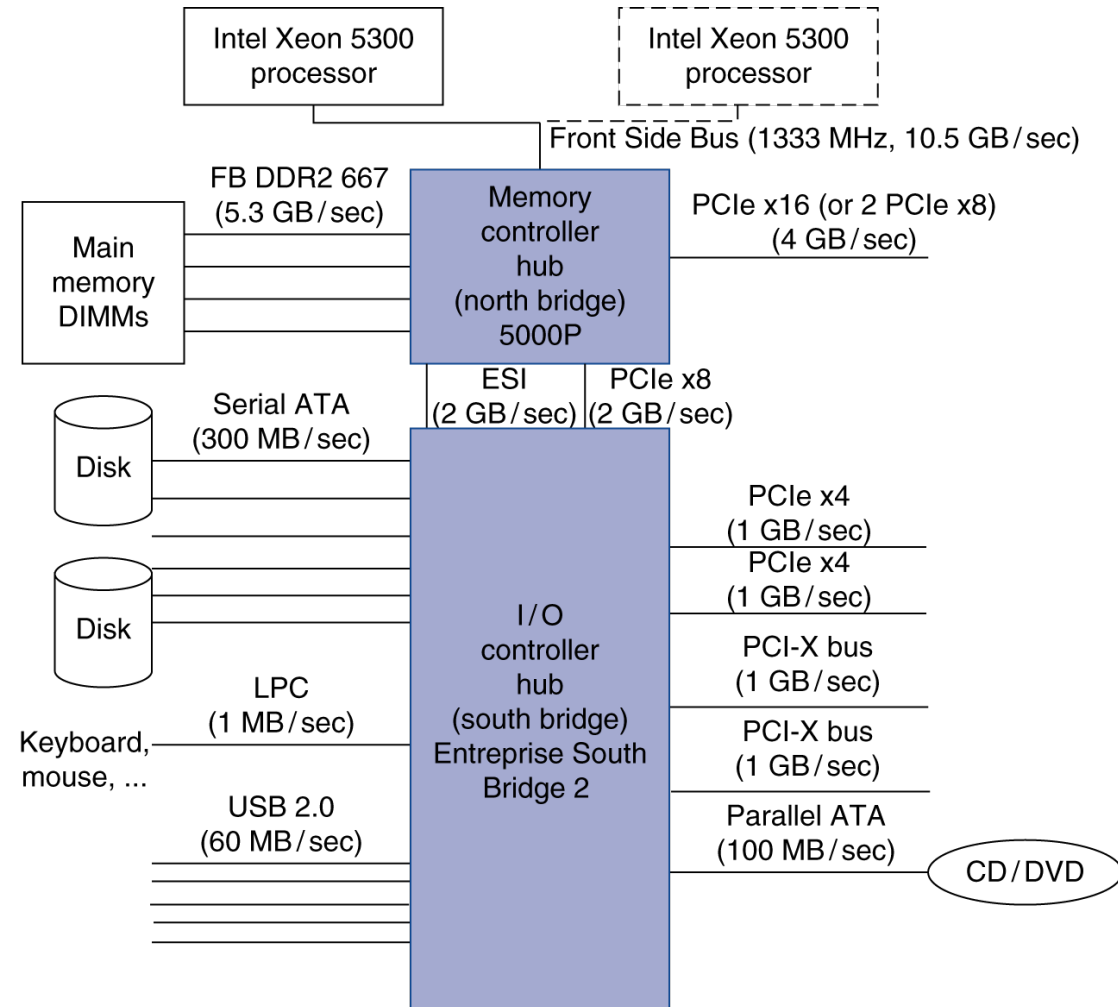 Intel Xeon 5300
processor
Intel Xeon 5300
processor
Front Side Bus (1333 MHz, 10.5 GB/sec)
FB DDR2 667
(5.3 GB/sec)
Main
memory
DIMMs
Memory
controller
hub
(north bridge)
5000P
PCIe x16 (or 2 PCIe x8)
(4 GB/sec)
ESI
(2 GB/sec)
PCIe x8
(2 GB/sec)
Serial ATA
(300 MB/sec)
Disk
Disk
LPC
(1 MB/sec)
Keyboard,
mouse, ...
USB 2.0
(60 MB/sec)
I/O
controller
hub
(south bridge)
Entreprise South
Bridge 2
PCIe x4
(1 GB/sec)
PCIe x4
(1 GB/sec)
PCI-X bus
(1 GB/sec)
PCI-X bus
(1 GB/sec)
Parallel ATA
(100 MB/sec)
CD/DVD